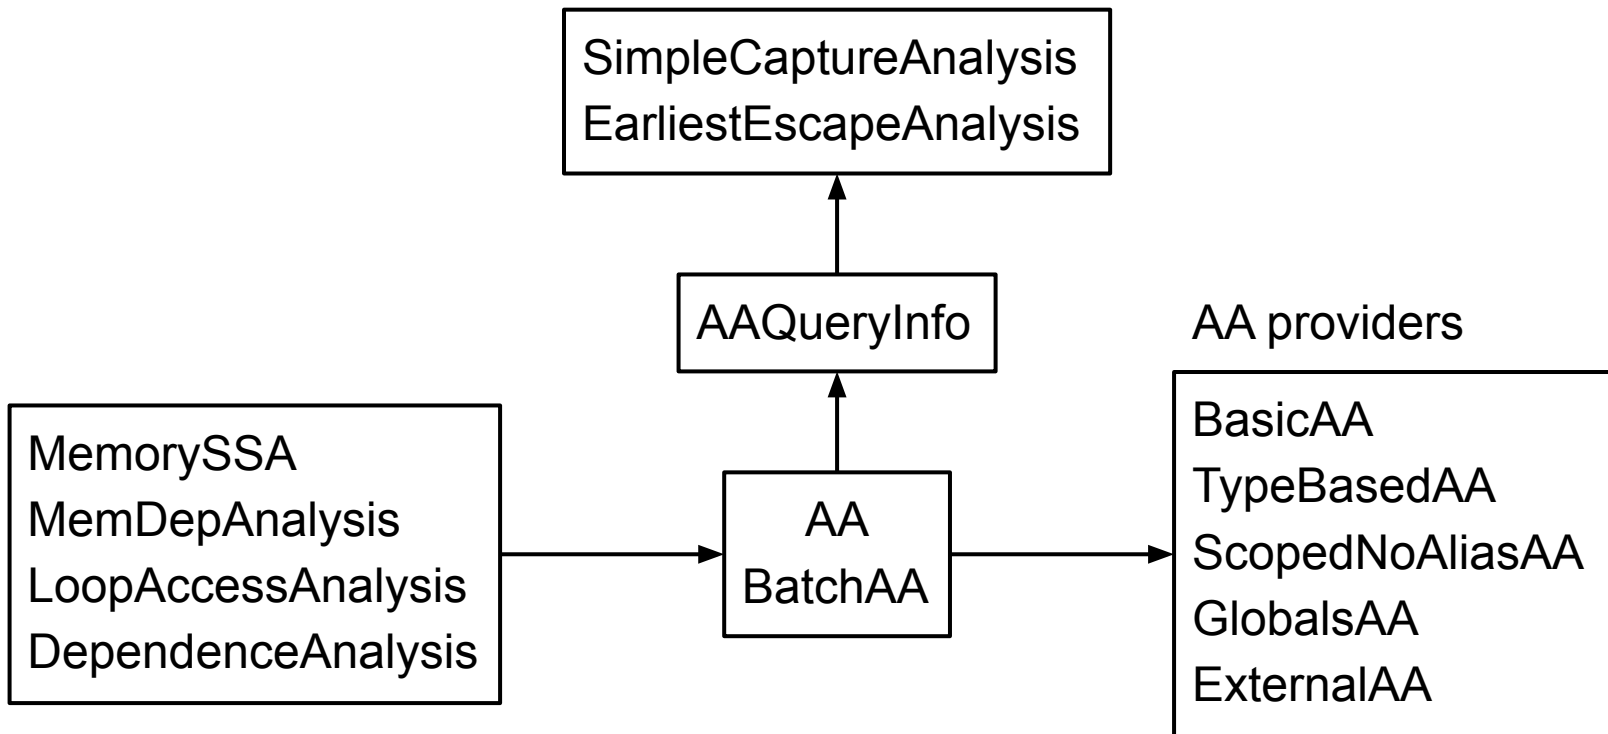 SimpleCaptureAnalysis
EarliestEscapeAnalysis
AAQueryInfo
AA providers
MemorySSA
MemDepAnalysis
LoopAccessAnalysis
DependenceAnalysis
AA
BatchAA
BasicAA
TypeBasedAA
ScopedNoAliasAA
GlobalsAA
ExternalAA